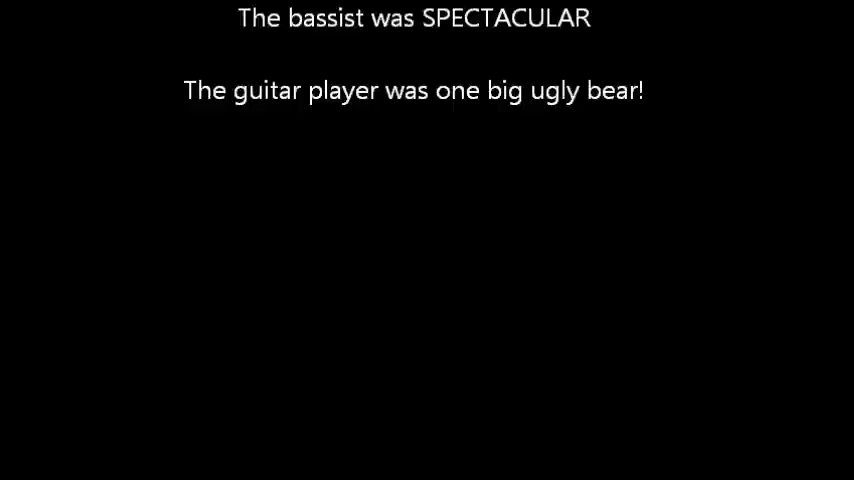 The bassist was SPECTACULAR
The guitar player was one big ugly bear!